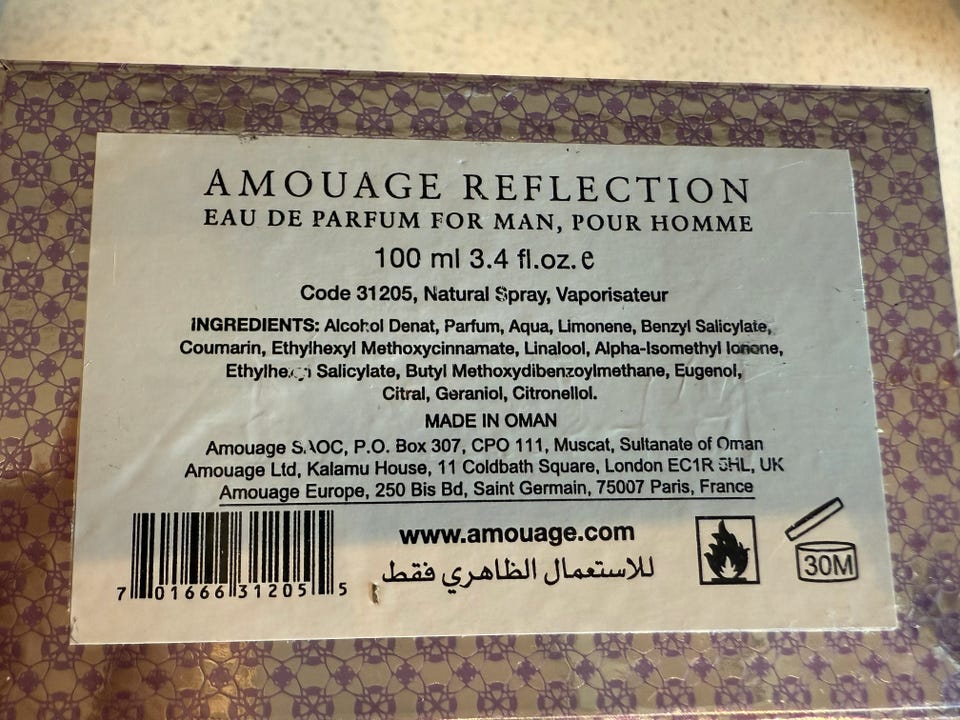 AMOUAGE REFLECTION
EAU DE PARFUM FOR MAN, POUR HOMME
100 ml 3.4 fl.oz. e
Code 31205, Natural Spray, Vaporisateur
INGREDIENTS: Alcohol Denat, Parfum, Aqua, Limonene, Benzyl Salicylate,
Coumarin, Ethylhexyl Methoxycinnamate, Linalool, Alpha-Isomethyl Ionone,
Salicylate, Butyl Methoxydibenzoylmethane, Eugenol,
Citral, Geraniol, Citronellol.
MADE IN OMAN
Amouage SAOC, P.O. Box 307, CPO 111, Muscat, Sultanate of Oman
Amouage Ltd, Kalamu House, 11 Coldbath Square, London EC1R 5HL, UK
Amouage Europe, 250 Bis Bd, Saint Germain, 75007 Paris, France
www.amouage.com
للاستعمال الظاهري فقط
30M
7 01666 31205 5